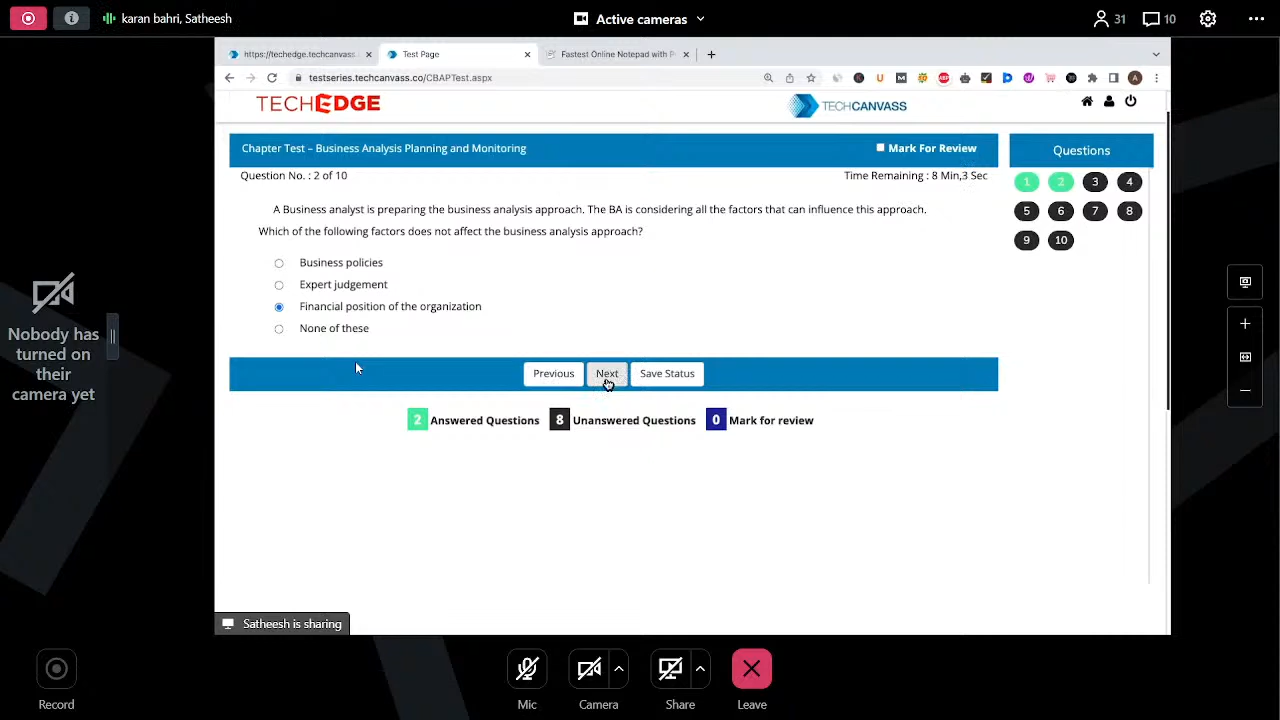 karan bahri, Satheesh
Active cameras
31
10
https://techedge.techcanvass.
Test Page
Fastest Online Notepad with P
testseries.techcanvass.co/CBAPTest.aspx
TECHEDGE
TECHCANVASS
Chapter Test – Business Analysis Planning and Monitoring
Mark For Review
Questions
Question No. : 2 of 10
Time Remaining : 8 Min,3 Sec
1 2 3 4
5 6 7 8
9 10
A Business analyst is preparing the business analysis approach. The BA is considering all the factors that can influence this approach.
Which of the following factors does not affect the business analysis approach?
Business policies
Expert judgement
Financial position of the organization
None of these
Nobody has
turned on
their
camera yet
Previous
Next
Save Status
2 Answered Questions
8 Unanswered Questions
0 Mark for review
Satheesh is sharing
Record
Mic
Camera
Share
Leave